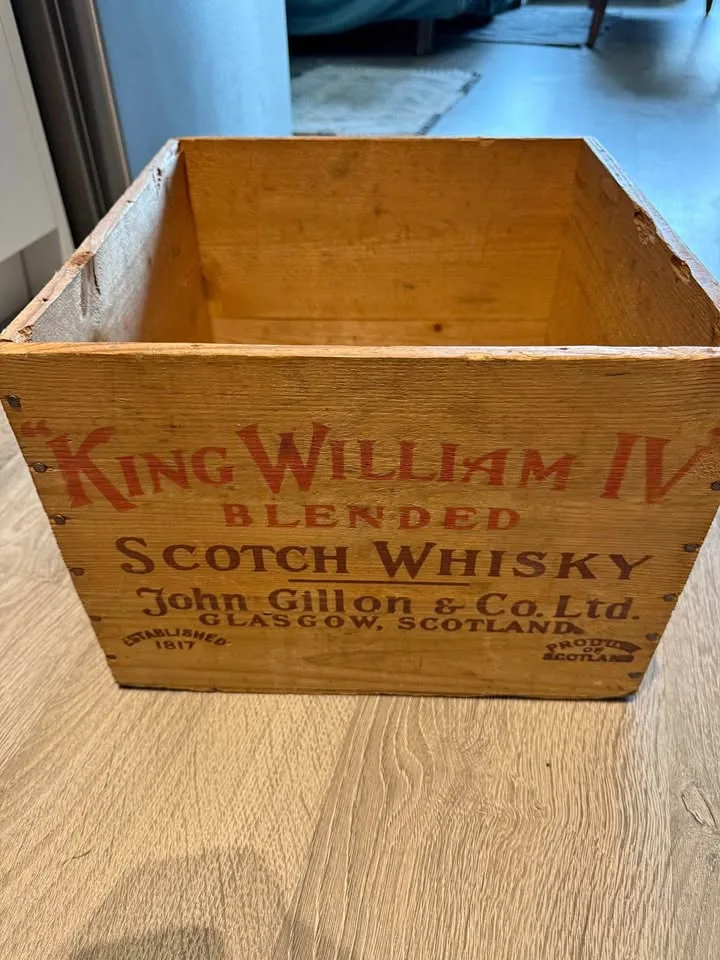 "KING WILLIAM IV"
BLENDED
SCOTCH WHISKY
John Gillon & Co. Ltd.
GLASGOW, SCOTLAND.
ESTABLISHED
1817
PRODUCE
OF
SCOTLAND